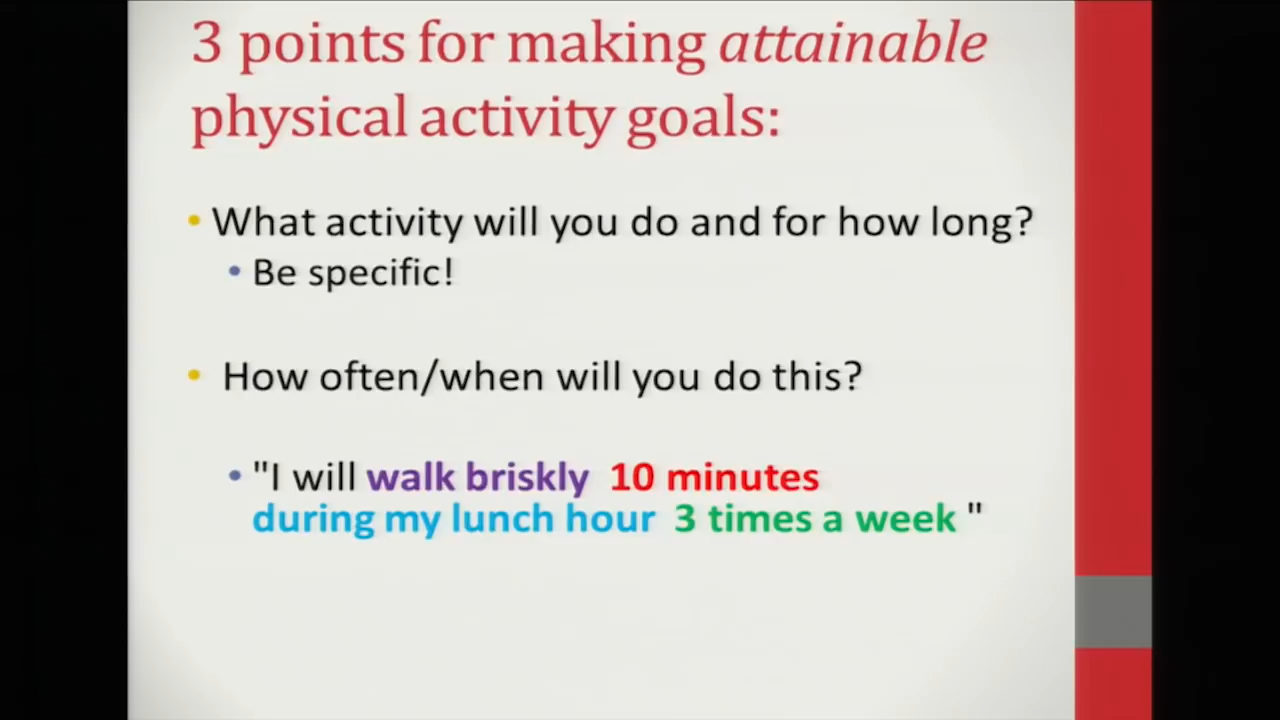 3 points for making attainable
physical activity goals:
• What activity will you do and for how long?
• Be specific!
• How often/when will you do this?
• "I will walk briskly 10 minutes
during my lunch hour 3 times a week "